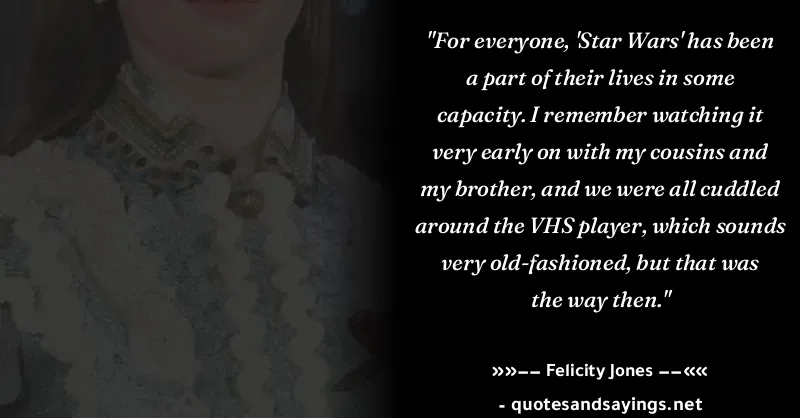 "For everyone, 'Star Wars' has been
a part of their lives in some
capacity. I remember watching it
very early on with my cousins and
my brother, and we were all cuddled
around the VHS player, which sounds
very old-fashioned, but that was
the way then."
»»−− Felicity Jones −−««
- quotesandsayings.net